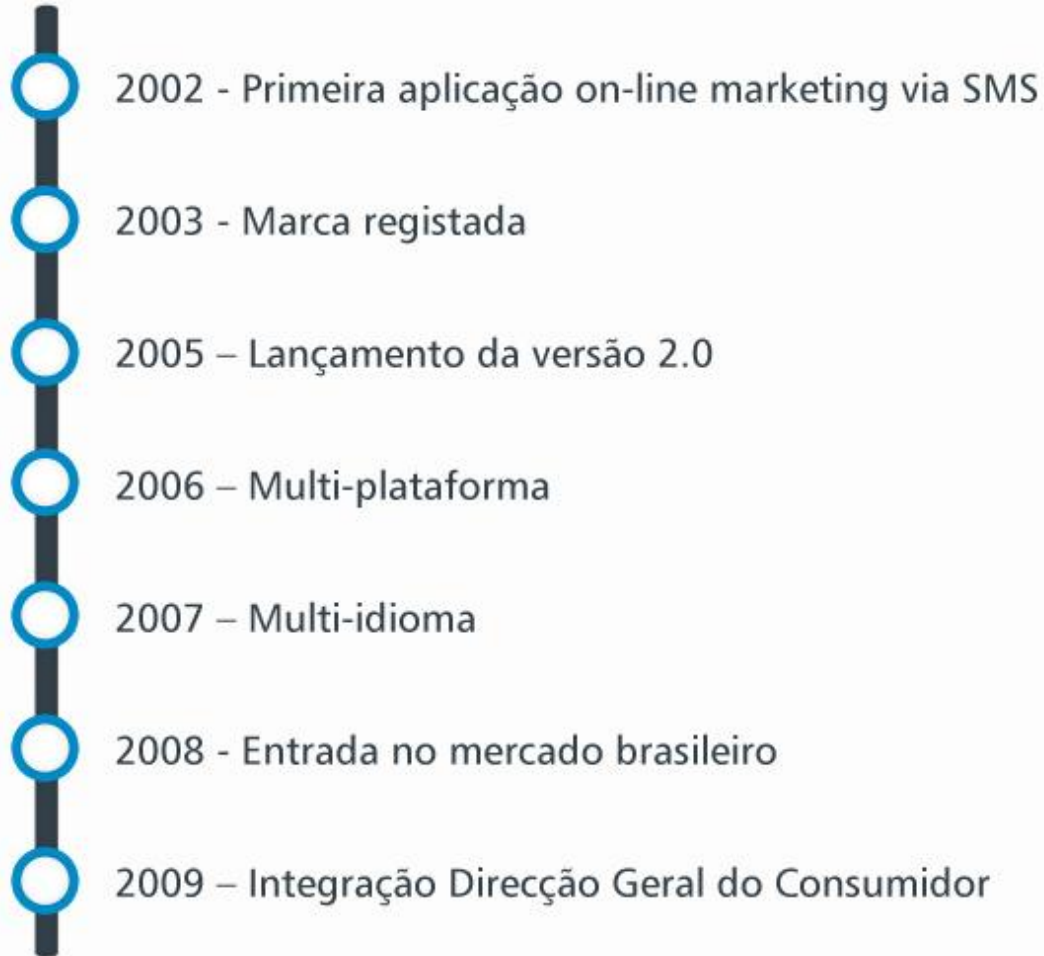 2002 - Primeira aplicação on-line marketing via SMS
2003 - Marca registada
2005 – Lançamento da versão 2.0
2006 – Multi-plataforma
2007 – Multi-idioma
2008 - Entrada no mercado brasileiro
2009 – Integração Direcção Geral do Consumidor